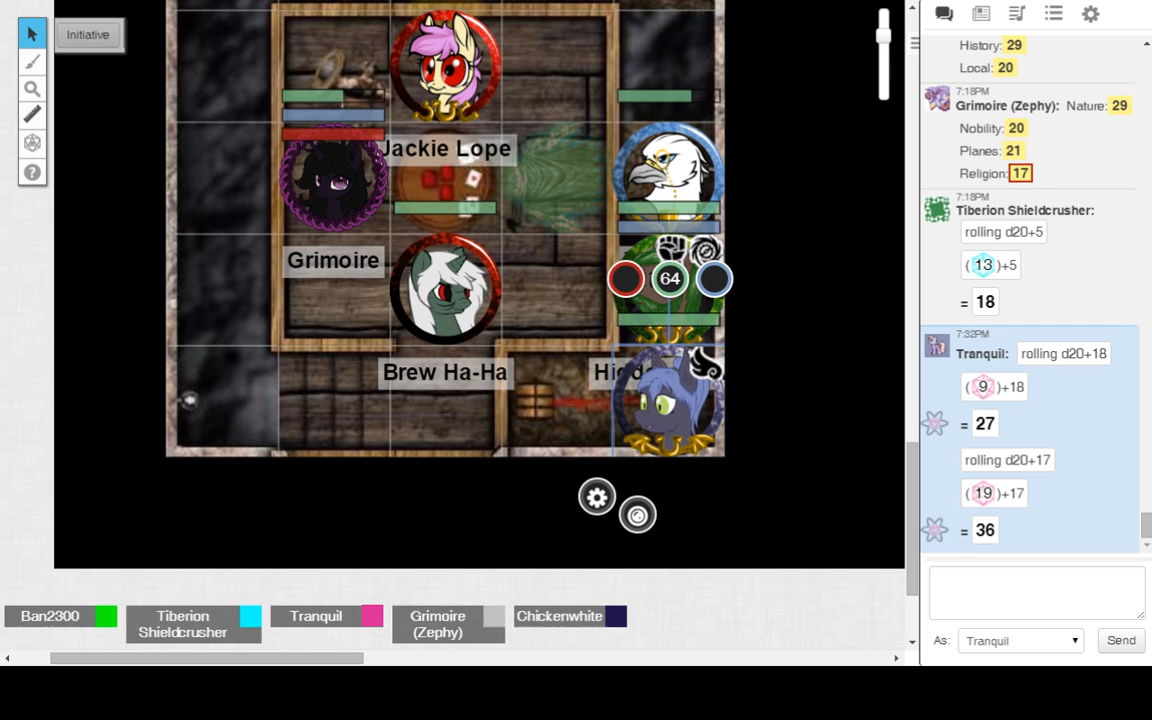 Initiative
Jackie Lope
Grimoire
64
Brew Ha-Ha
History: 29
Local: 20
7:18PM
Grimoire (Zephy): Nature: 29
Nobility: 20
Planes: 21
Religion: 17
7:18PM
Tiberion Shieldcrusher:
rolling d20+5
(13)+5
= 18
7:32PM
Tranquil: rolling d20+18
(9)+18
= 27
rolling d20+17
(19)+17
= 36
As: Tranquil Send
Ban2300
Tiberion
Shieldcrusher
Tranquil
Grimoire
(Zephy)
Chickenwhite